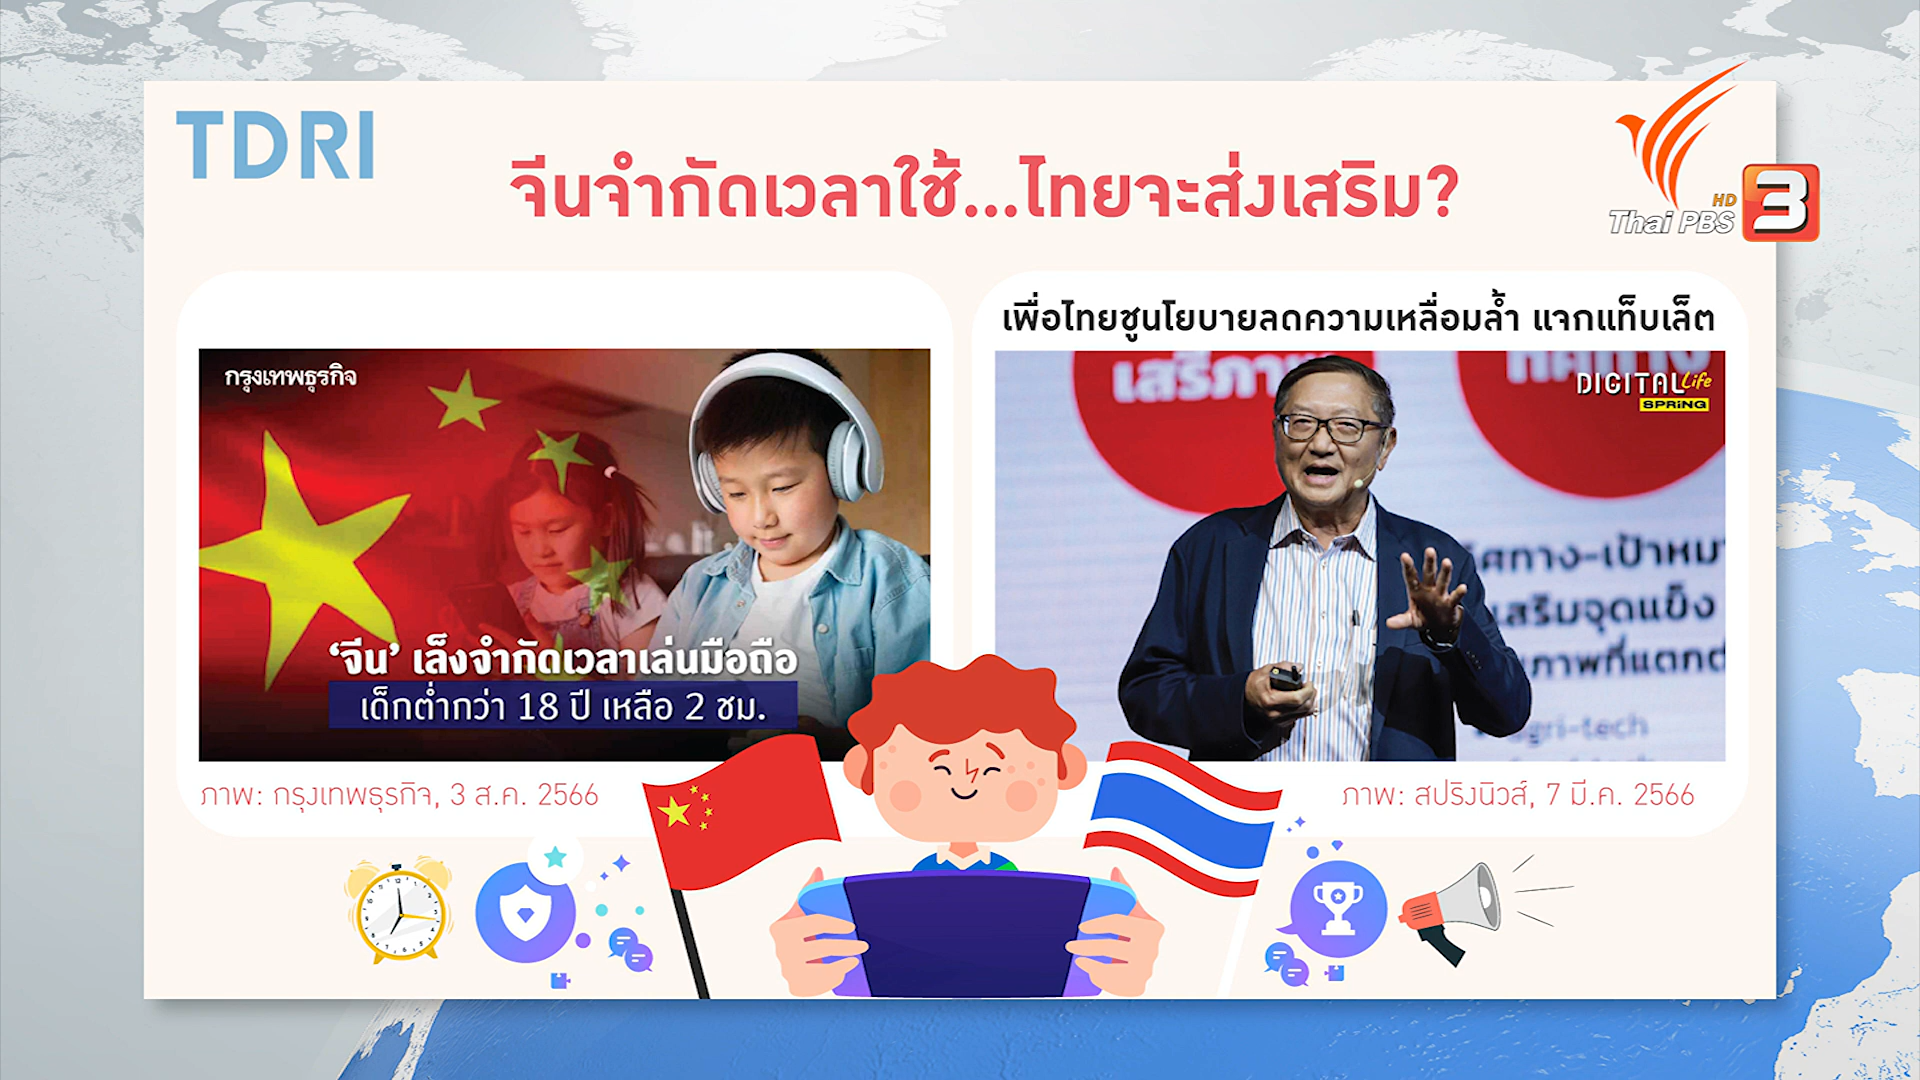 TDRI
จีนจำกัดเวลาใช้...ไทยจะส่งเสริม?
HD
Thai PBS 3
กรุงเทพธุรกิจ
‘จีน’ เล็งจำกัดเวลาเล่นมือถือ
เด็กต่ำกว่า 18 ปี เหลือ 2 ชม.
ภาพ: กรุงเทพธุรกิจ, 3 ส.ค. 2566
เพื่อไทยชูนโยบายลดความเหลื่อมล้ำ แจกแท็บเล็ต
DIGITAL Life
SPRiNG
agri-tech
ภาพ: สปริงนิวส์, 7 มี.ค. 2566